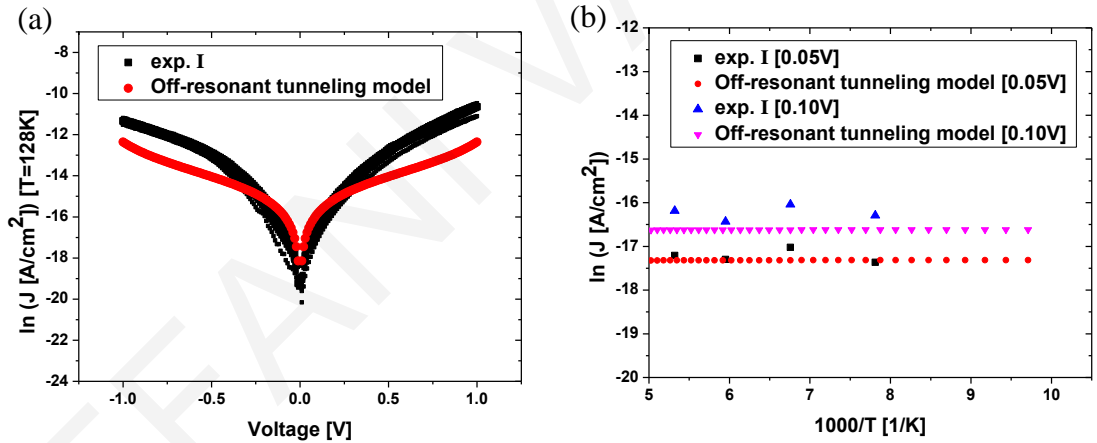 (a)
-8
-10
-12
-14
-16
-18
-20
-22
-24
ln (J [A/cm²]) [T=128K]
exp. I
Off-resonant tunneling model
-1.0
-0.5
0.0
0.5
1.0
Voltage [V]
(b)
-12
-13
-14
-15
-16
-17
-18
-19
-20
ln (J [A/cm²])
exp. I [0.05V]
Off-resonant tunneling model [0.05V]
exp. I [0.10V]
Off-resonant tunneling model [0.10V]
5
6
7
8
9
10
1000/T [1/K]